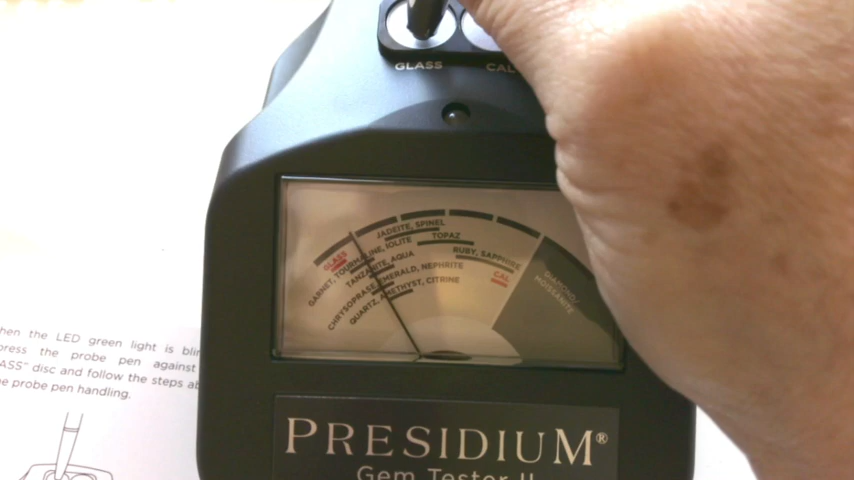 GLASS CAL
JADEITE, SPINEL
GLASS
TOPAZ
GARNET, TOURMALINE, IOLITE
RUBY, SAPPHIRE
TANZANITE, AQUA
CAL
DIAMOND/
MOISSANITE
CHRYSOPRASE, EMERALD, NEPHRITE
QUARTZ, AMETHYST, CITRINE
hen the LED green light is blin
press the probe pen against
ASS" disc and follow the steps ab
e probe pen handling.
PRESIDIUM®
Gem Tester II